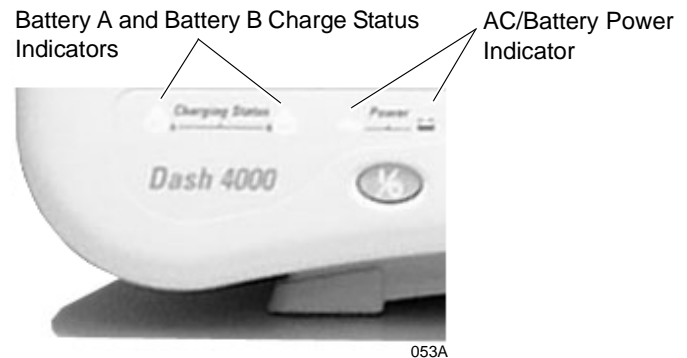 Battery A and Battery B Charge Status
Indicators
AC/Battery Power
Indicator
Charging Status
Power
Dash 4000
053A